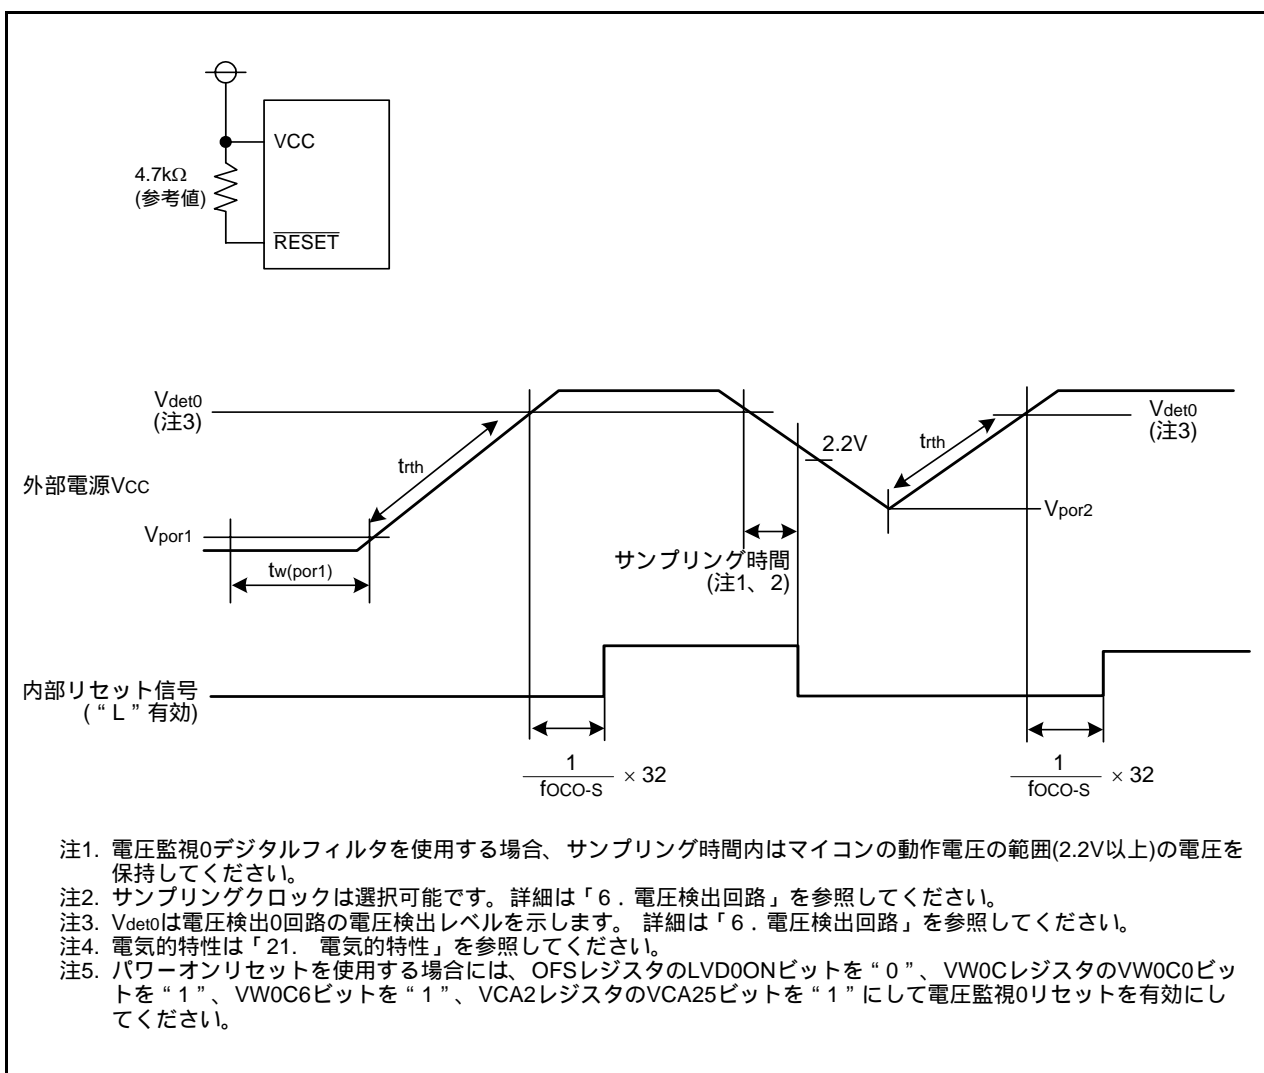 VCC
4.7kΩ
(参考値)
RESET
Vdet0
(注3)
Vdet0
(注3)
2.2V
trth
trth
外部電源VCC
Vpor1
Vpor2
tw(por1)
サンプリング時間
(注1、2)
内部リセット信号
(“L”有効)
1
fOCO-S
× 32
1
fOCO-S
× 32
注1. 電圧監視0デジタルフィルタを使用する場合、サンプリング時間内はマイコンの動作電圧の範囲(2.2V以上)の電圧を
保持してください。
注2. サンプリングクロックは選択可能です。詳細は「6．電圧検出回路」を参照してください。
注3. Vdet0は電圧検出0回路の電圧検出レベルを示します。 詳細は「6．電圧検出回路」を参照してください。
注4. 電気的特性は「21. 電気的特性」を参照してください。
注5. パワーオンリセットを使用する場合には、OFSレジスタのLVD0ONビットを“0”、VW0CレジスタのVW0C0ビッ
トを“1”、VW0C6ビットを“1”、VCA2レジスタのVCA25ビットを“1”にして電圧監視0リセットを有効にし
てください。